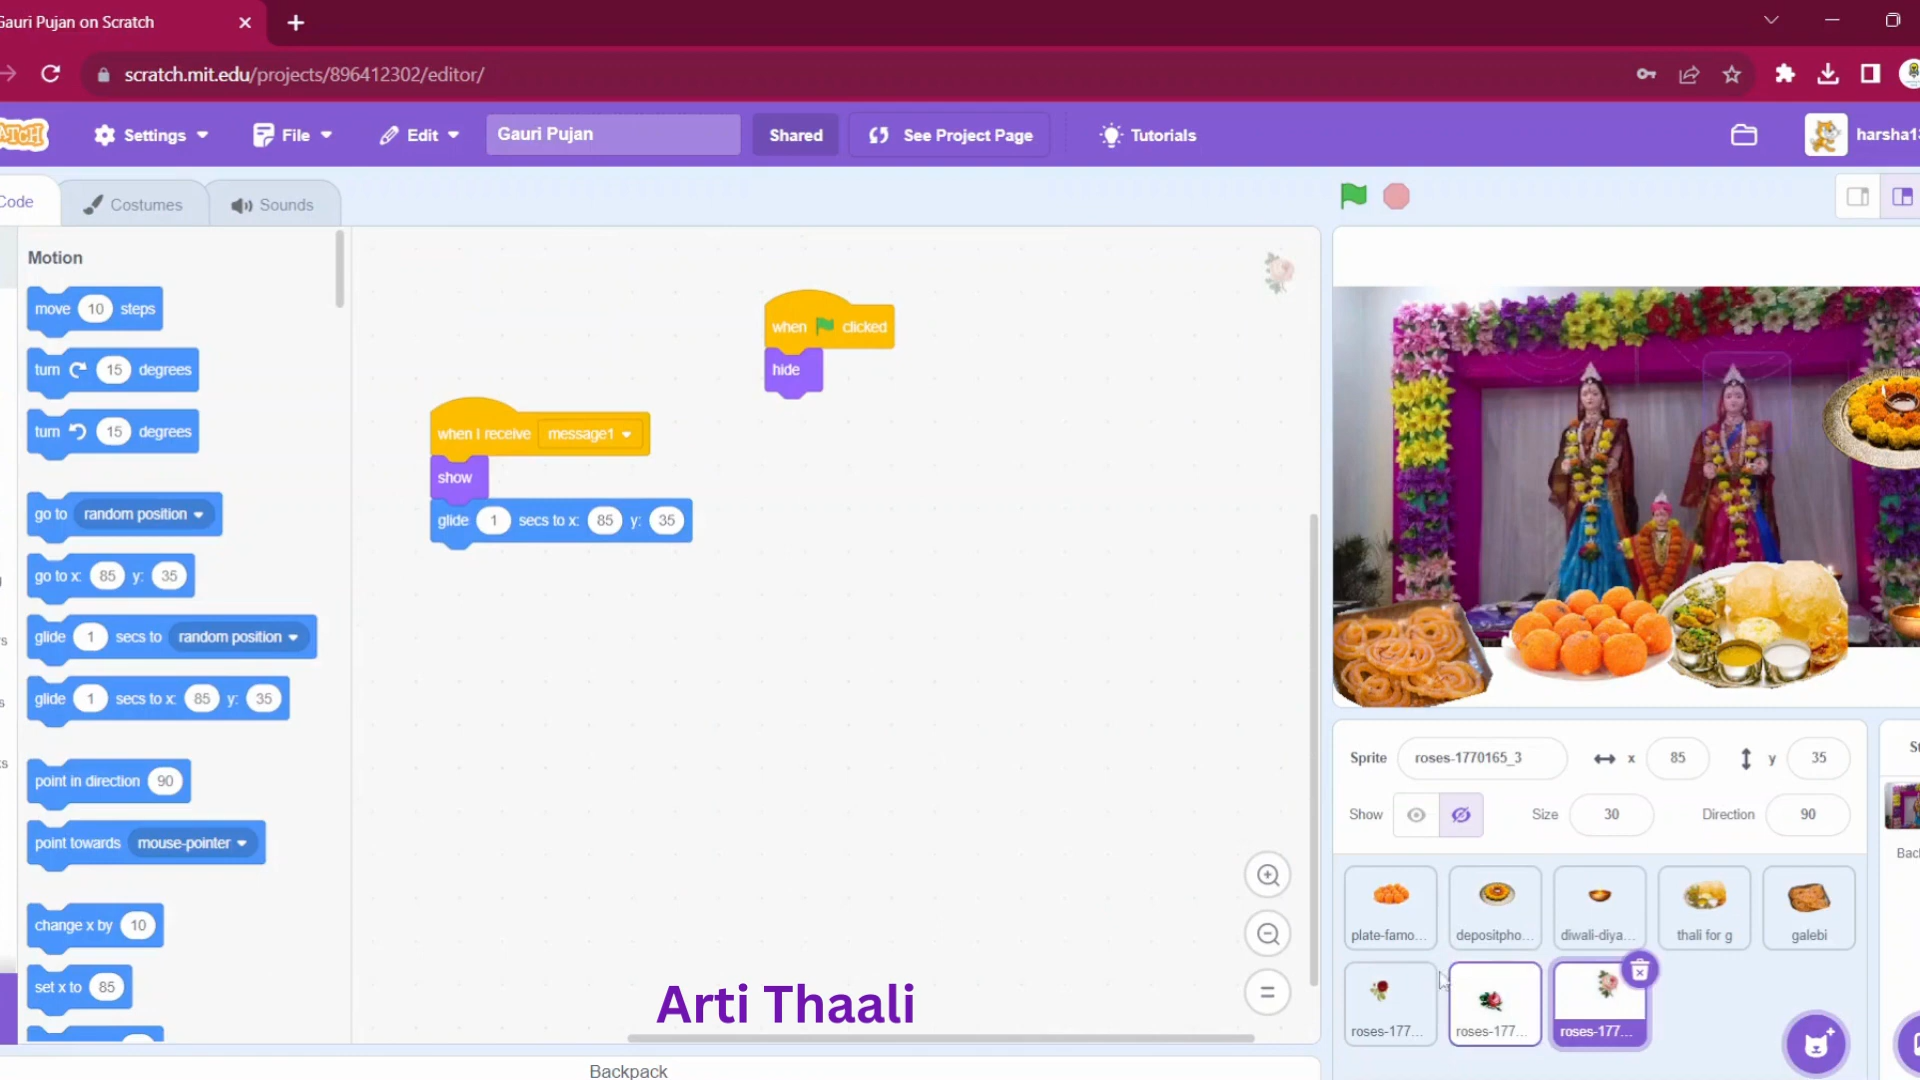 Gauri Pujan on Scratch
scratch.mit.edu/projects/896412302/editor/
Settings File Edit Gauri Pujan Shared See Project Page Tutorials
Code Costumes Sounds
Motion
move 10 steps
turn 15 degrees
turn 15 degrees
go to random position
go to x: 85 y: 35
glide 1 secs to random position
glide 1 secs to x: 85 y: 35
point in direction 90
point towards mouse-pointer
change x by 10
set x to 85
when clicked
hide
when I receive message1
show
glide 1 secs to x: 85 y: 35
Arti Thaali
Backpack
Sprite roses-1770165_3 x 85 y 35
Show Size 30 Direction 90
plate-famo... depositpho... diwali-diya... thali for g galebi
roses-177... roses-177... roses-177...